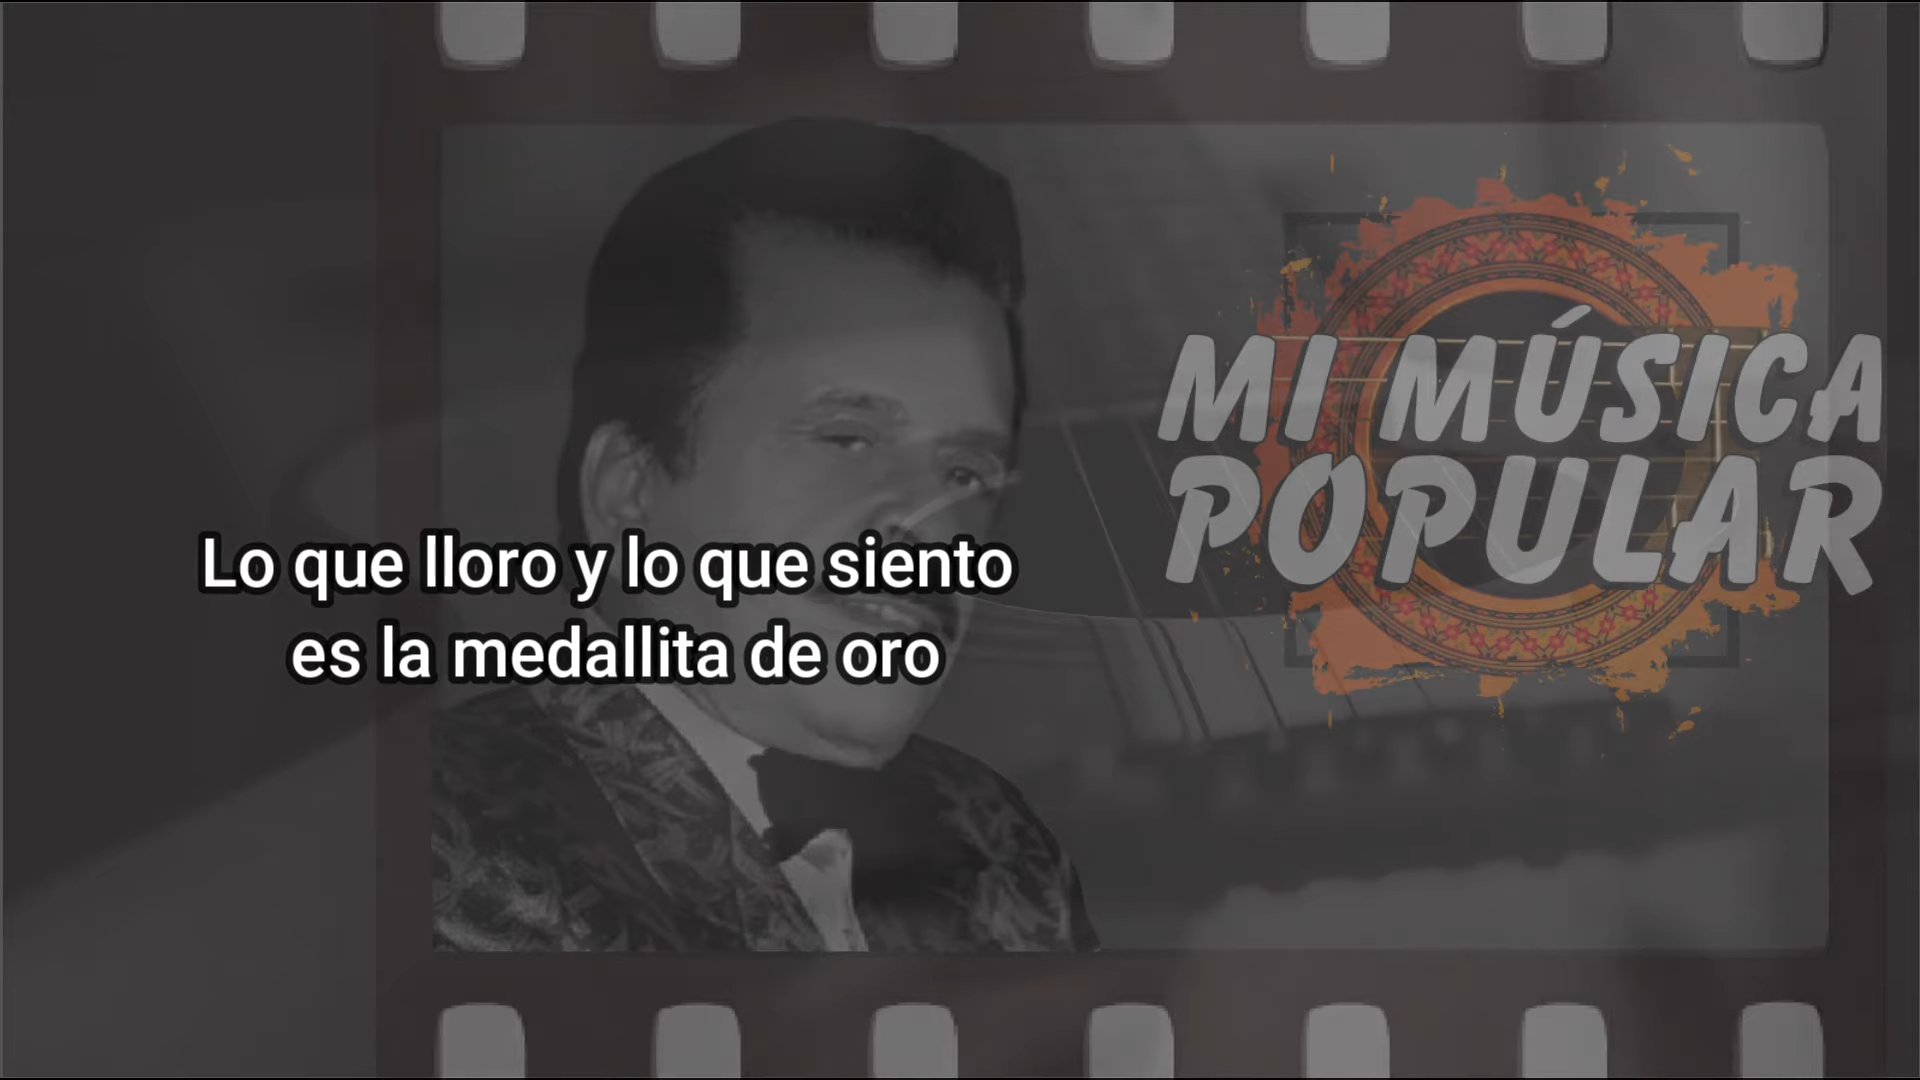 MI MÚSICA
POPULAR
Lo que lloro y lo que siento
es la medallita de oro